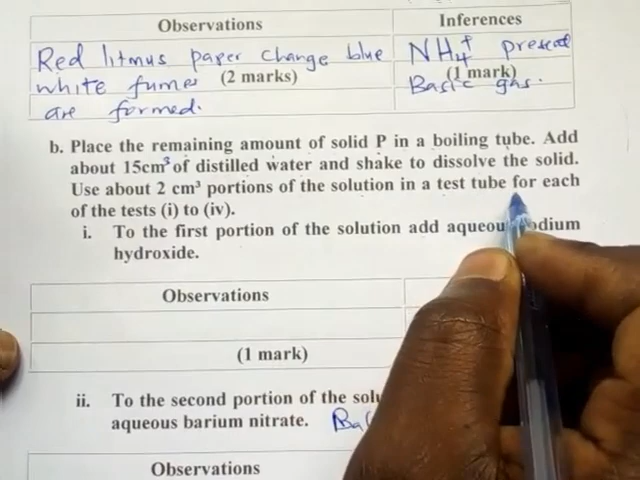 Observations Inferences
Red litmus paper change blue NH4+ present
white fumes (2 marks) (1 mark)
are formed. Basic gas.
b. Place the remaining amount of solid P in a boiling tube. Add
about 15cm³ of distilled water and shake to dissolve the solid.
Use about 2 cm³ portions of the solution in a test tube for each
of the tests (i) to (iv).
i. To the first portion of the solution add aqueous sodium
hydroxide.
Observations
(1 mark)
ii. To the second portion of the
aqueous barium nitrate.
Observations